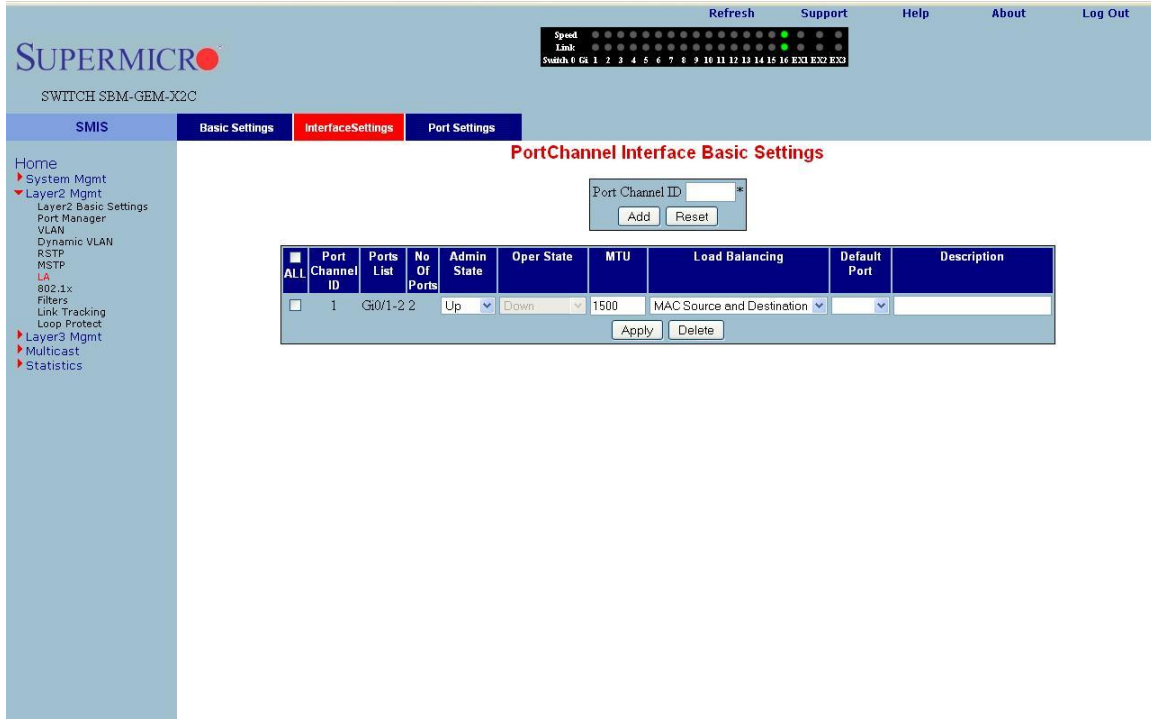 Refresh Support Help About Log Out
Speed
Link
Switch 0 Gi 1 2 3 4 5 6 7 8 9 10 11 12 13 14 15 16 EX1 EX2 EX3
SUPERMICR
SWITCH SBM-GEM-X2C
SMIS
Basic Settings InterfaceSettings Port Settings
Home
System Mgmt
Layer2 Mgmt
Layer2 Basic Settings
Port Manager
VLAN
Dynamic VLAN
RSTP
MSTP
LA
802.1x
Filters
Link Tracking
Loop Protect
Layer3 Mgmt
Multicast
Statistics
PortChannel Interface Basic Settings
Port Channel ID *
Add Reset
ALL Port Channel ID Ports List No Of Ports Admin State Oper State MTU Load Balancing Default Port Description
1 Gi0/1-2 2 Up Down 1500 MAC Source and Destination
Apply Delete